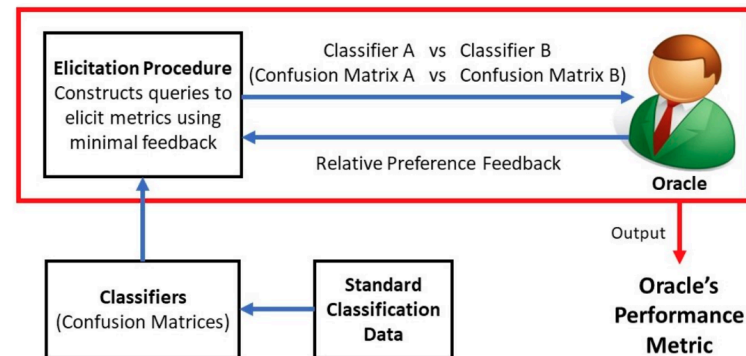 Elicitation Procedure
Constructs queries to
elicit metrics using
minimal feedback
Classifier A vs Classifier B
(Confusion Matrix A vs Confusion Matrix B)
Relative Preference Feedback
Oracle
Output
Classifiers
(Confusion Matrices)
Standard
Classification
Data
Oracle's
Performance
Metric